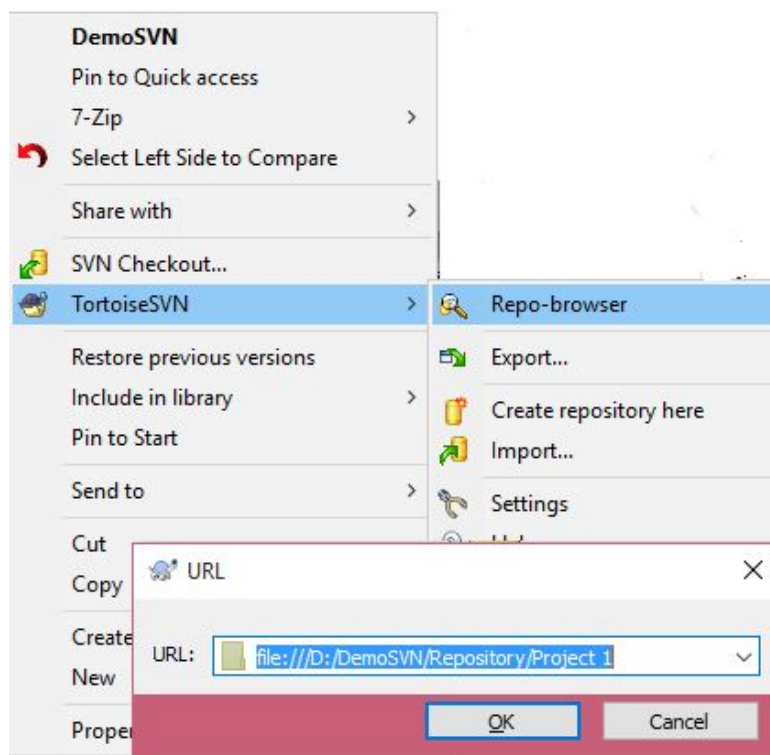 DemoSVN
Pin to Quick access
7-Zip
Select Left Side to Compare
Share with
SVN Checkout...
TortoiseSVN
Restore previous versions
Include in library
Pin to Start
Send to
Cut
Copy
Create
New
Repo-browser
Export...
Create repository here
Import...
Settings
URL
URL: file:///D:/DemoSVN/Repository/Project 1
OK Cancel